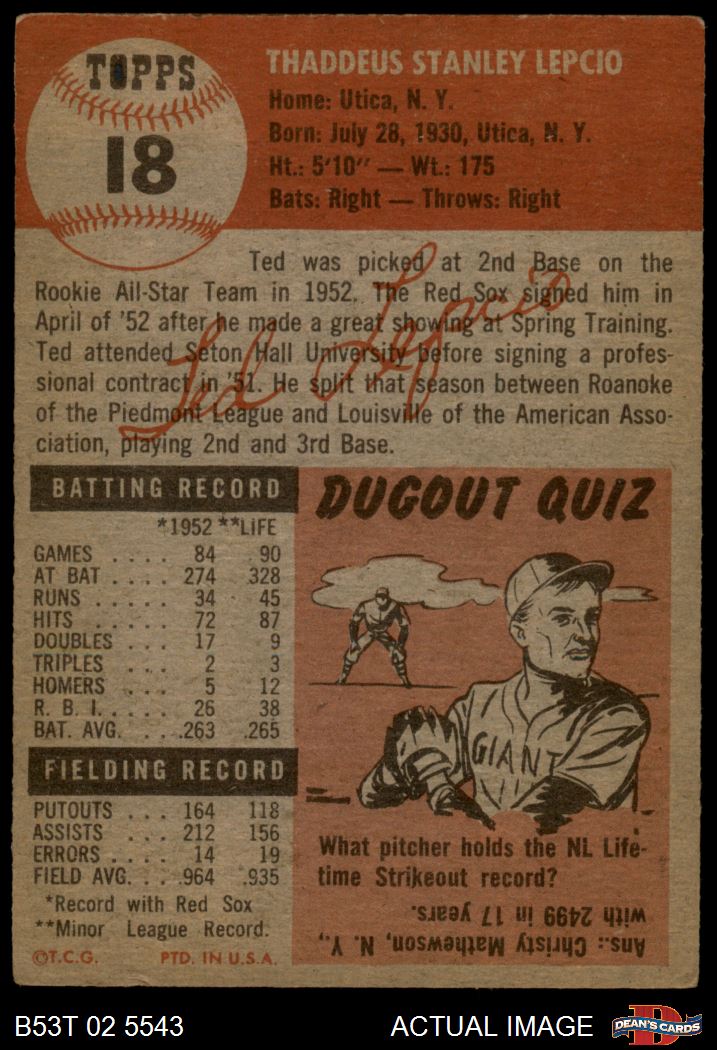 TOPPS
18
THADDEUS STANLEY LEPCIO
Home: Utica, N. Y.
Born: July 28, 1930, Utica, N. Y.
Ht.: 5'10" — Wt.: 175
Bats: Right — Throws: Right
Ted was picked at 2nd Base on the
Rookie All-Star Team in 1952. The Red Sox signed him in
April of '52 after he made a great showing at Spring Training.
Ted attended Seton Hall University before signing a profes-
sional contract in '51. He split that season between Roanoke
of the Piedmont League and Louisville of the American Asso-
ciation, playing 2nd and 3rd Base.
Ted Lepcio
BATTING RECORD
*1952 **LIFE
GAMES . . . . 84 90
AT BAT . . . . 274 328
RUNS . . . . . 34 45
HITS . . . . . 72 87
DOUBLES . . . 17 9
TRIPLES . . . 2 3
HOMERS . . . 5 12
R. B. I. . . . . 26 38
BAT. AVG. . . .263 .265
FIELDING RECORD
PUTOUTS . . . 164 118
ASSISTS . . . 212 156
ERRORS . . . . 14 19
FIELD AVG. . . .964 .935
*Record with Red Sox
**Minor League Record.
©T.C.G. PTD. IN U.S.A.
DUGOUT QUIZ
GIANT
What pitcher holds the NL Life-
time Strikeout record?
Ans.: Christy Mathewson, N. Y.,
with 2499 in 17 years.
B53T 02 5543
ACTUAL IMAGE
D
DEAN'S CARDS